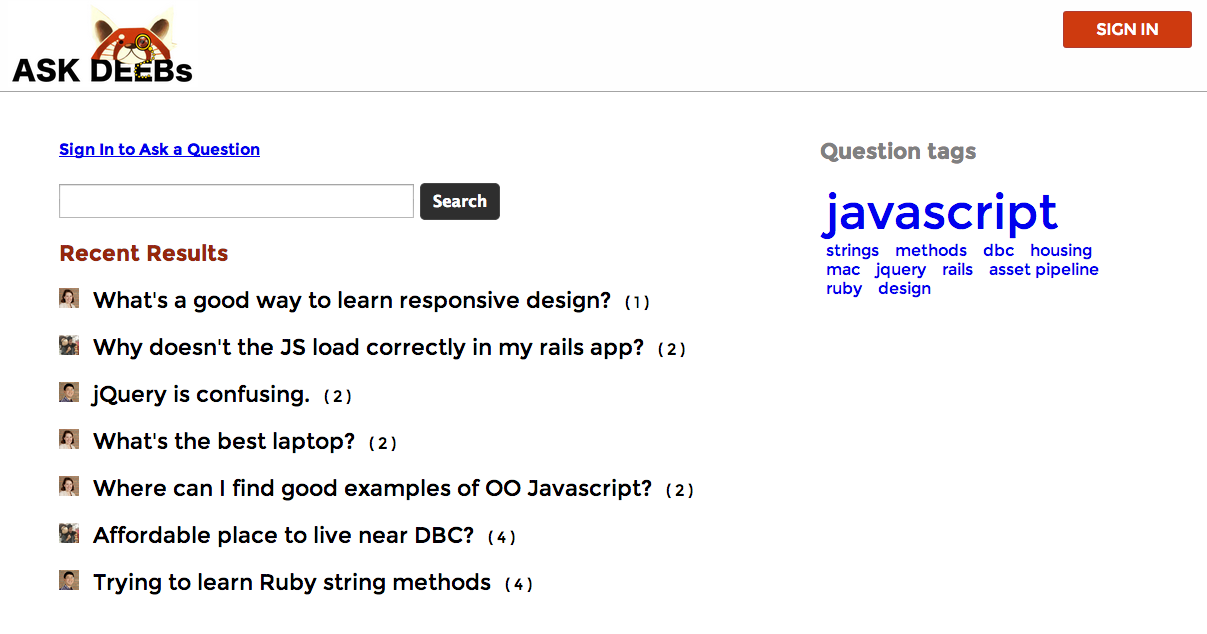 ASK DEEBs
SIGN IN
Sign In to Ask a Question
Search
Recent Results
What's a good way to learn responsive design? (1)
Why doesn't the JS load correctly in my rails app? (2)
jQuery is confusing. (2)
What's the best laptop? (2)
Where can I find good examples of OO Javascript? (2)
Affordable place to live near DBC? (4)
Trying to learn Ruby string methods (4)
Question tags
javascript
strings methods dbc housing
mac jquery rails asset pipeline
ruby design